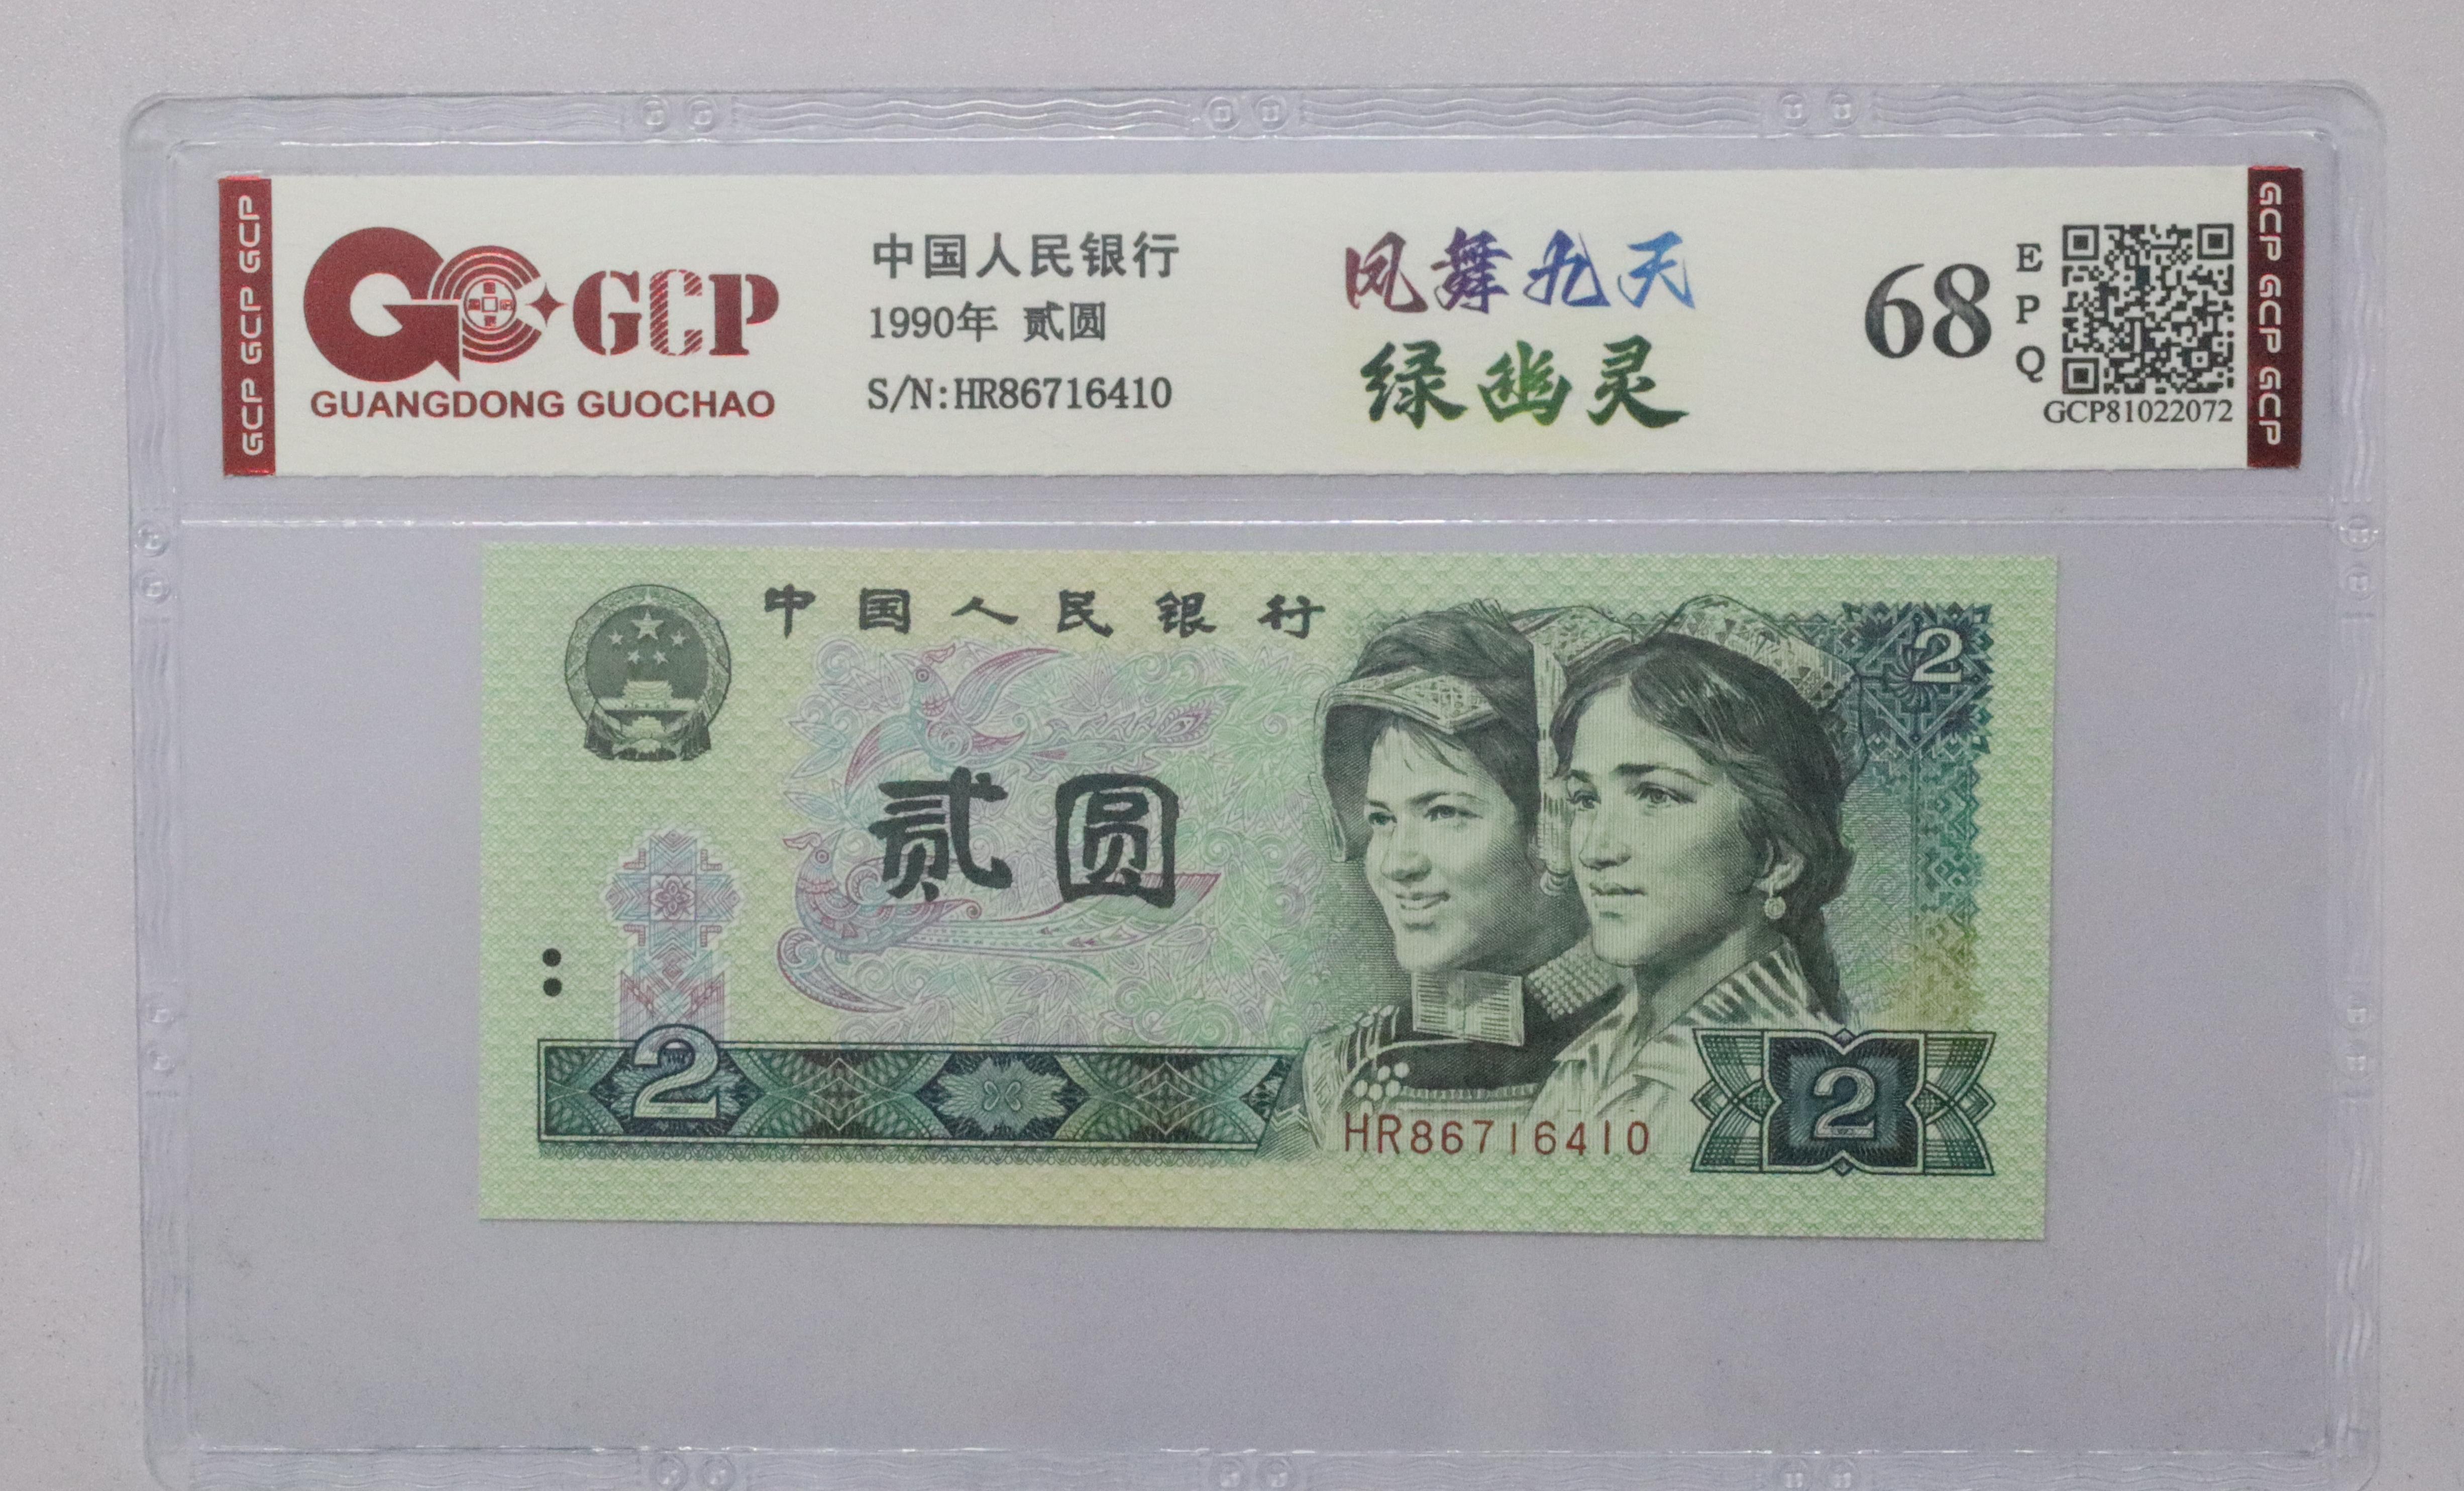 GCP GCP GCP
GCP
GUANGDONG GUOCHAO
中国人民银行
1990年 贰圆
S/N:HR86716410
凤舞九天
绿幽灵
68
EPQ
GCP81022072
GCP GCP GCP
中国人民银行
2
贰圆
2
HR86716410
2